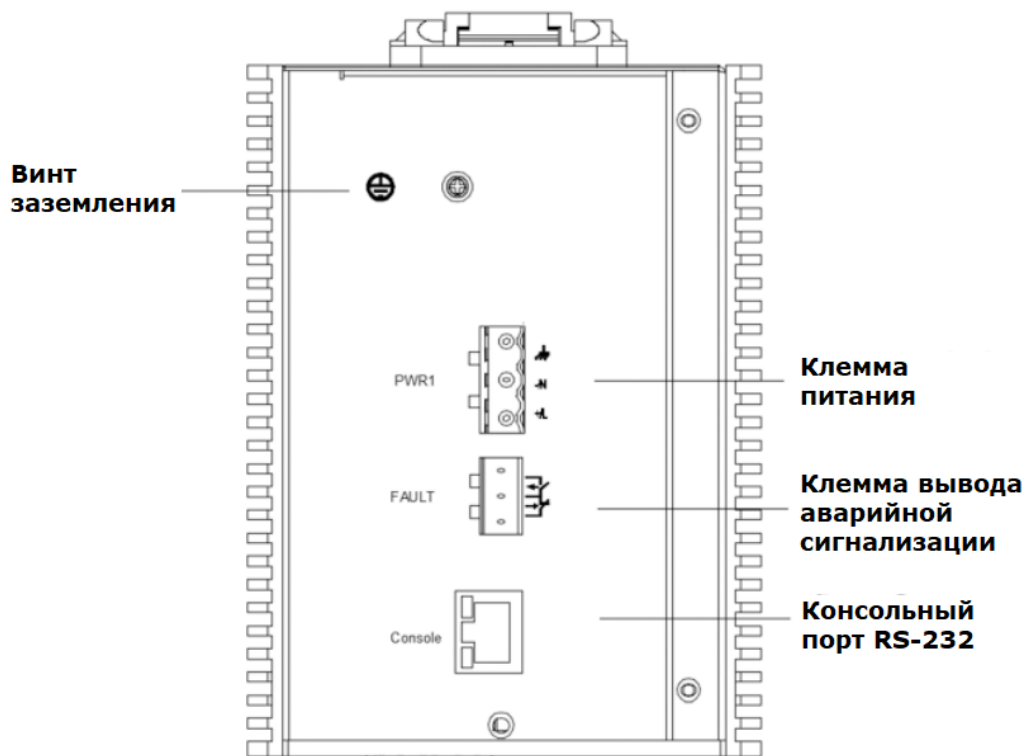 Винт
заземления
PWR1
-N
+/L
Клемма
питания
FAULT
Клемма вывода
аварийной
сигнализации
Console
Консольный
порт RS-232